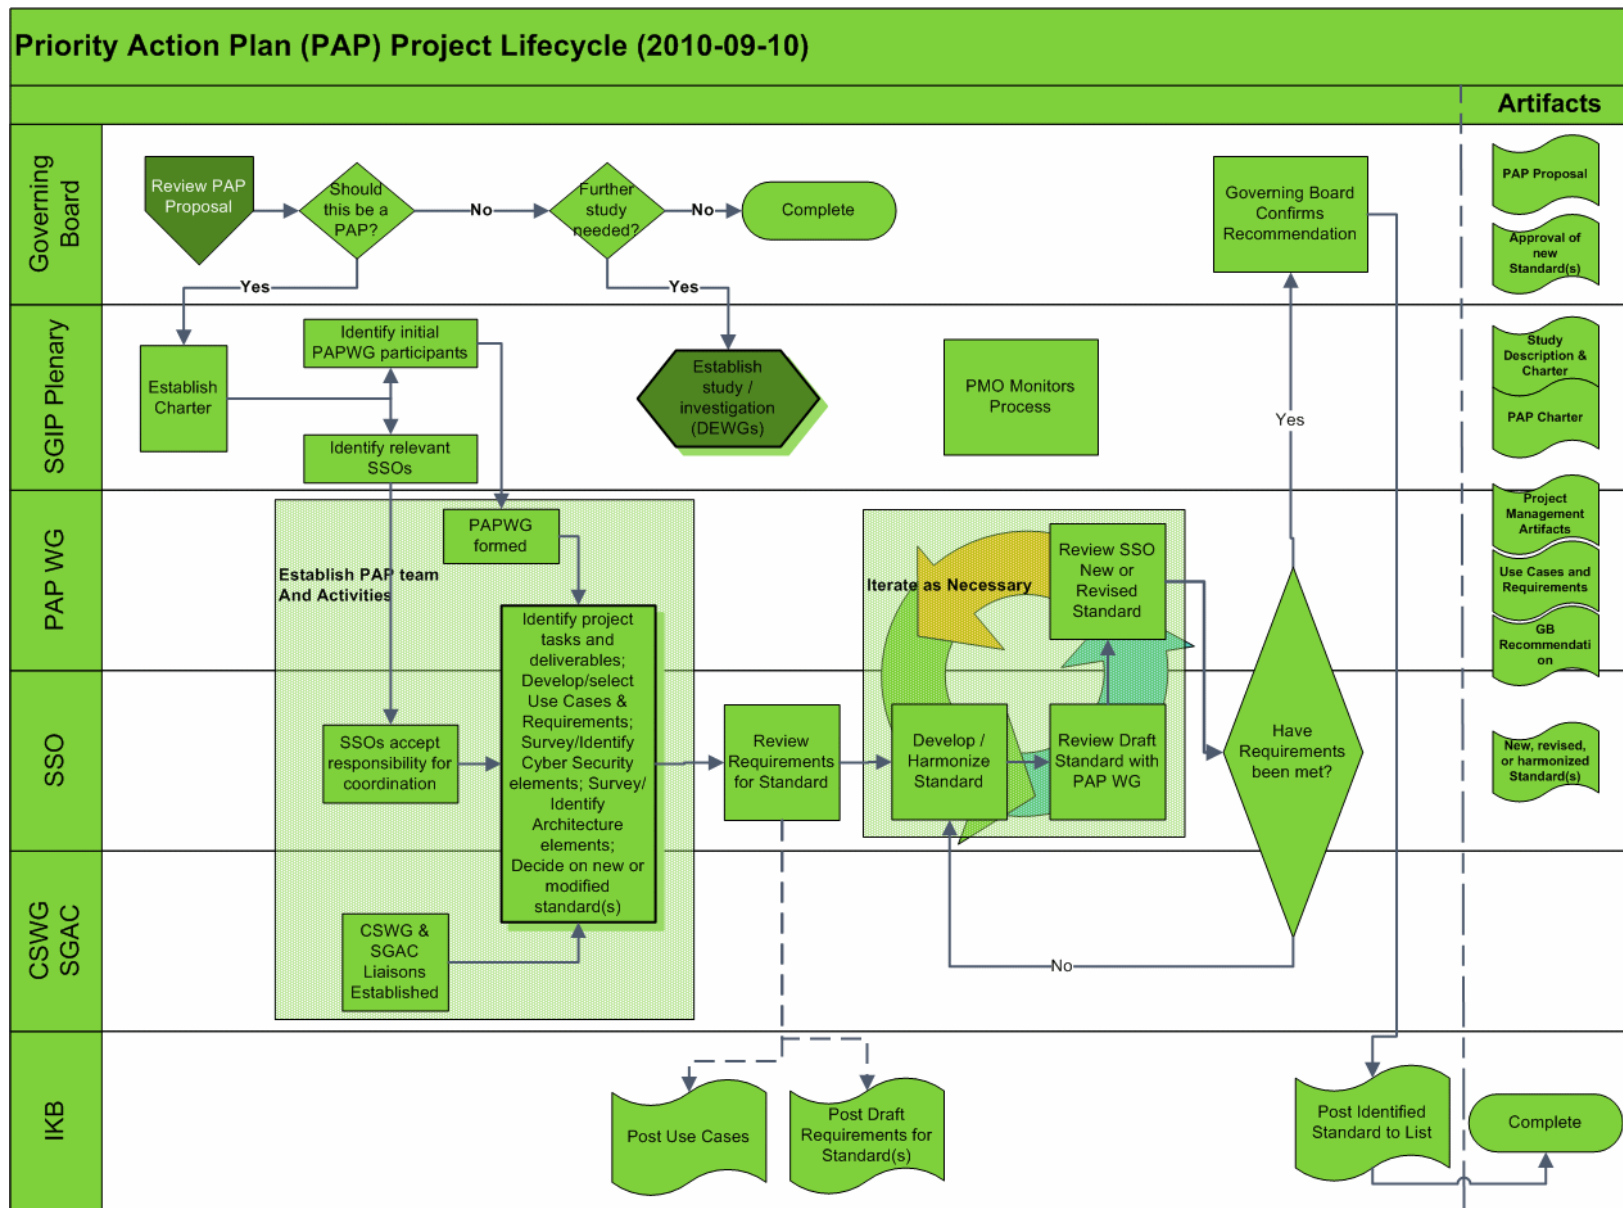 Priority Action Plan (PAP) Project Lifecycle (2010-09-10)
Artifacts
Governing
Board
Review PAP
Proposal
Should
this be a
PAP?
No
Further
study
needed?
No
Complete
Yes
Yes
Governing Board
Confirms
Recommendation
PAP Proposal
Approval of
new
Standard(s)
SGIP Plenary
Establish
Charter
Identify initial
PAPWG participants
Identify relevant
SSOs
Establish
study /
investigation
(DEWGs)
PMO Monitors
Process
Yes
Study
Description &
Charter
PAP Charter
PAP WG
PAPWG
formed
Establish PAP team
And Activities
Identify project
tasks and
deliverables;
Develop/select
Use Cases &
Requirements;
Survey/Identify
Cyber Security
elements; Survey/
Identify
Architecture
elements;
Decide on new or
modified
standard(s)
Iterate as Necessary
Review SSO
New or
Revised
Standard
Project
Management
Artifacts
Use Cases and
Requirements
GB
Recommendati
on
SSO
SSOs accept
responsibility for
coordination
Review
Requirements
for Standard
Develop /
Harmonize
Standard
Review Draft
Standard with
PAP WG
Have
Requirements
been met?
New, revised,
or harmonized
Standard(s)
CSWG
SGAC
CSWG &
SGAC
Liaisons
Established
No
IKB
Post Use Cases
Post Draft
Requirements for
Standard(s)
Post Identified
Standard to List
Complete